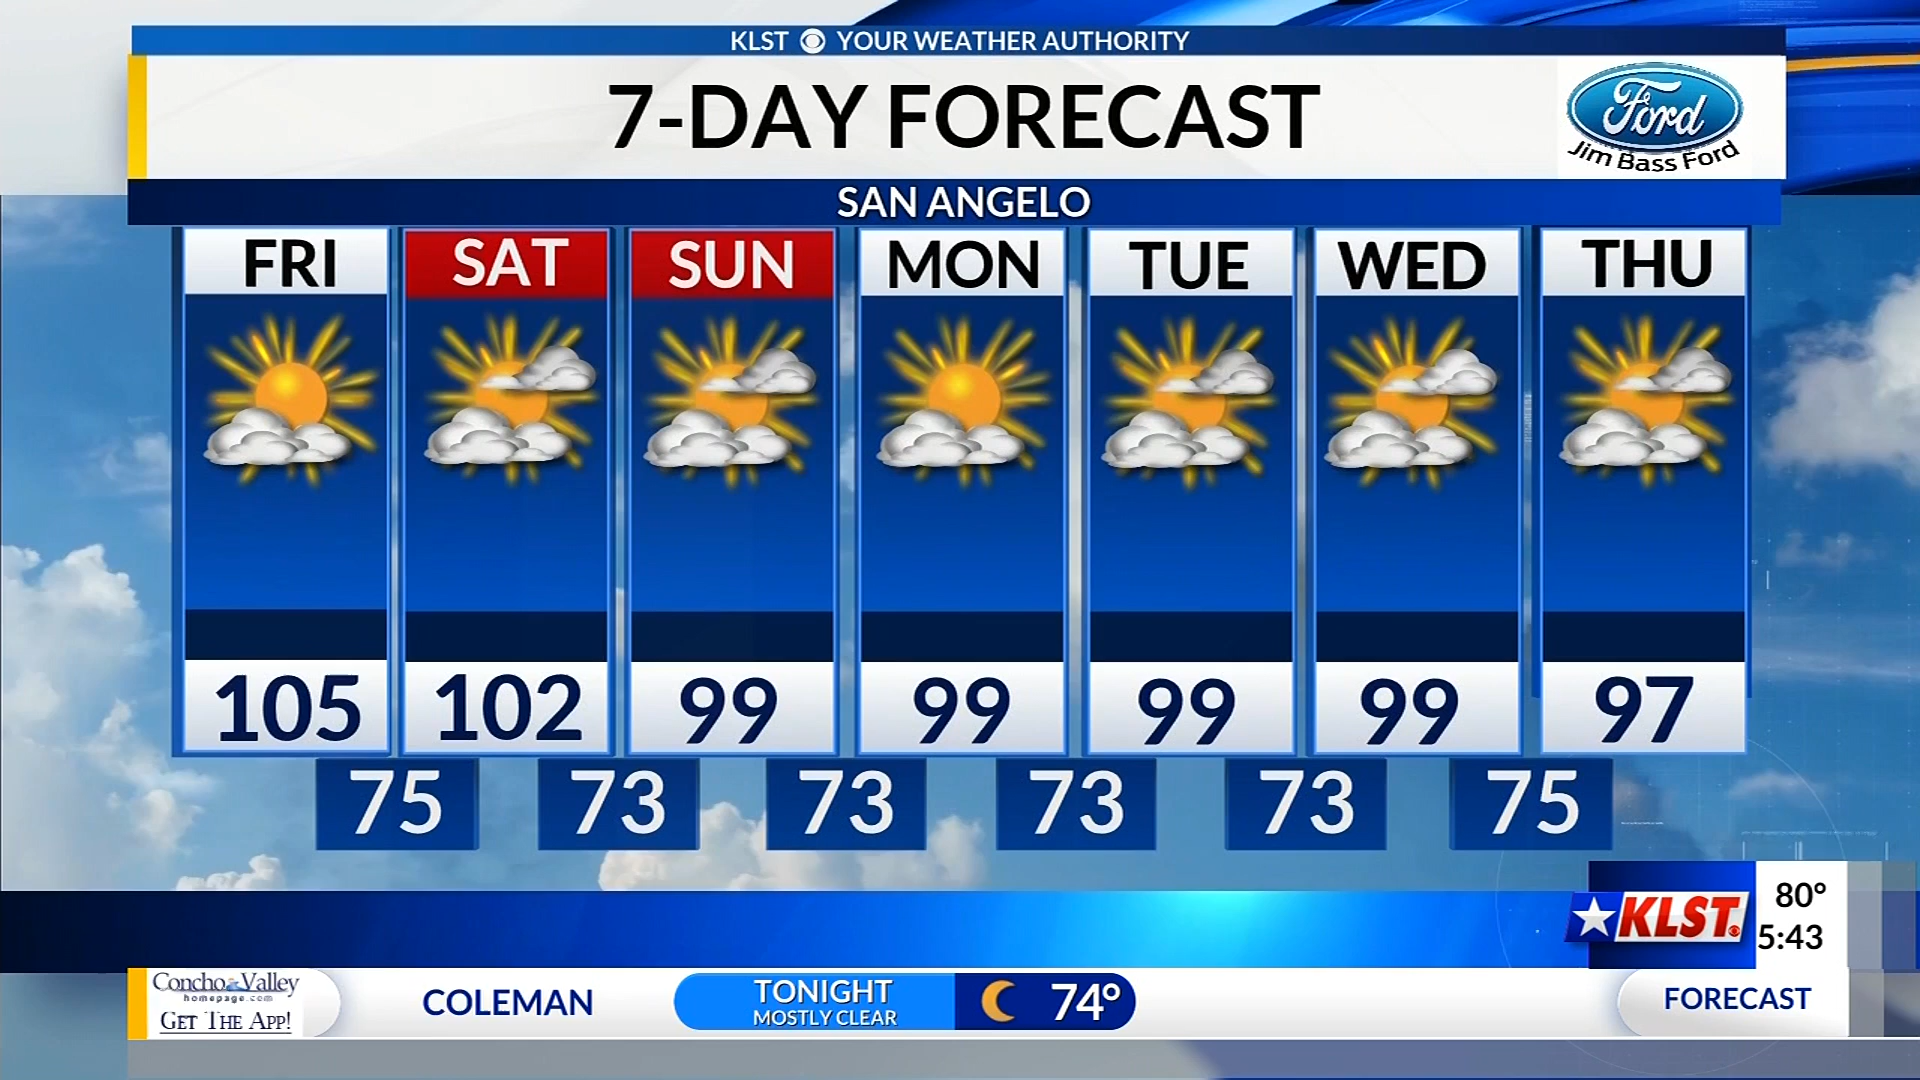 KLST YOUR WEATHER AUTHORITY
7-DAY FORECAST
Ford
Jim Bass Ford
SAN ANGELO
FRI SAT SUN MON TUE WED THU
105 102 99 99 99 99 97
75 73 73 73 73 75
KLST
80°
5:43
Concho Valley
homepage.com
GET THE APP!
COLEMAN
TONIGHT
MOSTLY CLEAR
74°
FORECAST